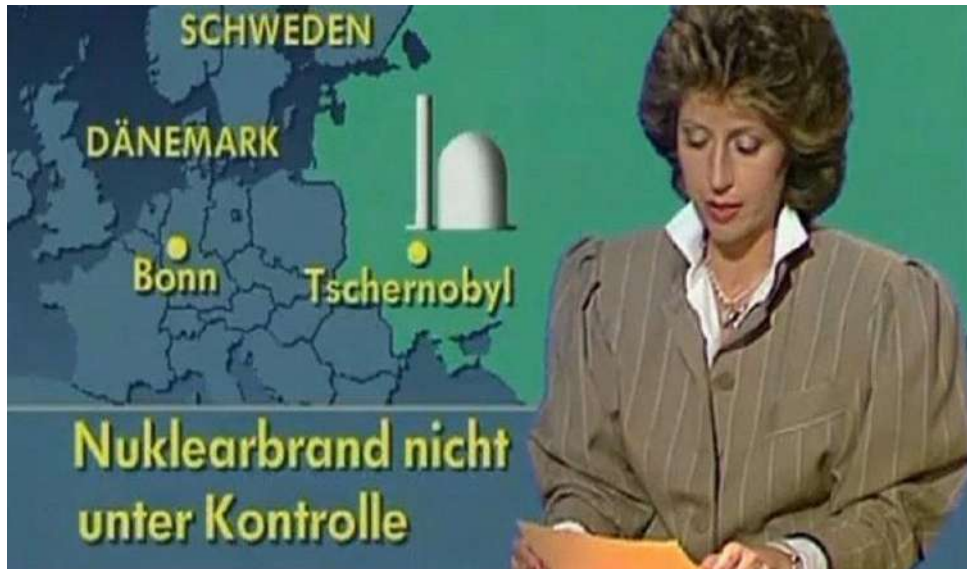 SCHWEDEN
DÄNEMARK
Bonn
Tschernobyl
Nuklearbrand nicht
unter Kontrolle